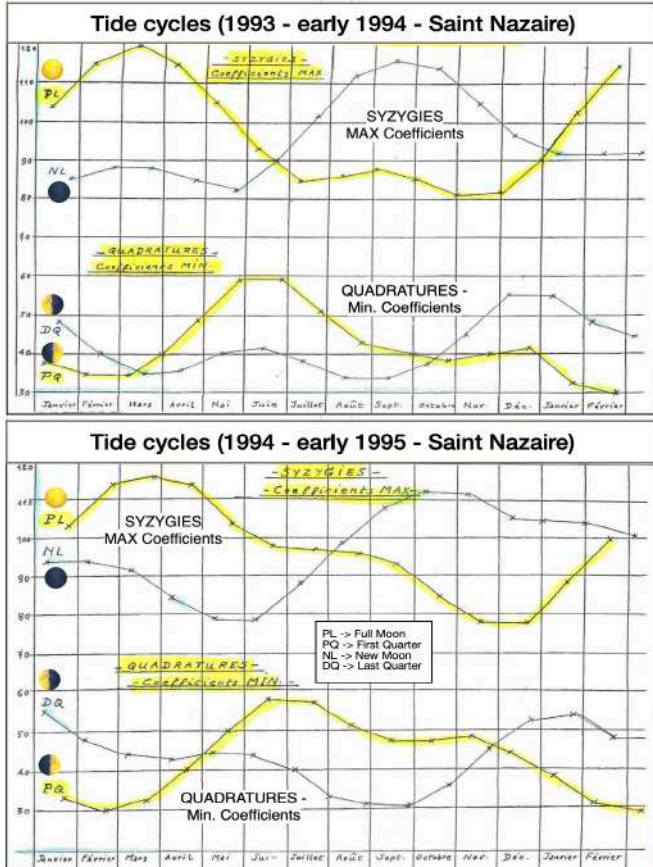 Tide cycles (1993 - early 1994 - Saint Nazaire)
120
- SYZYGIES -
Coefficients MAX
110
PL
100
SYZYGIES
MAX Coefficients
90
NL
80
70
- QUADRATURES -
Coefficients MIN.
60
QUADRATURES -
Min. Coefficients
50
DQ
40
PQ
30
Janvier Février Mars Avril Mai Juin Juillet Août Sept. Octobre Nov. Déc. Janvier Février
Tide cycles (1994 - early 1995 - Saint Nazaire)
120
- SYZYGIES -
- Coefficients MAX -
110
PL
SYZYGIES
MAX Coefficients
100
NL
90
80
PL -> Full Moon
PQ -> First Quarter
NL -> New Moon
DQ -> Last Quarter
70
- QUADRATURES -
- Coefficients MIN. -
60
DQ
50
40
PQ
QUADRATURES -
Min. Coefficients
30
Janvier Février Mars Avril Mai Jui- Juillet Août Sept. Octobre Nov. Déc. Janvier Février